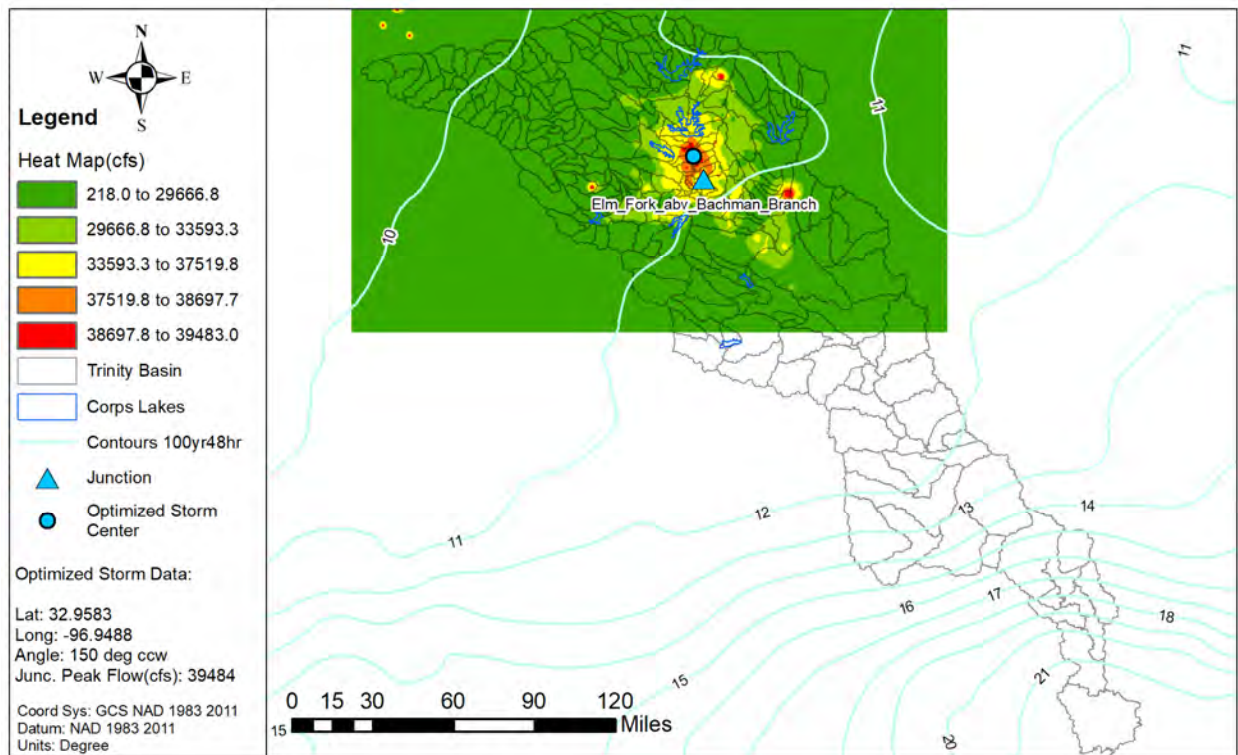 N
W E
S
Legend
Heat Map(cfs)
218.0 to 29666.8
29666.8 to 33593.3
33593.3 to 37519.8
37519.8 to 38697.7
38697.8 to 39483.0
Trinity Basin
Corps Lakes
Contours 100yr48hr
Junction
Optimized Storm
Center
Optimized Storm Data:
Lat: 32.9583
Long: -96.9488
Angle: 150 deg ccw
Junc. Peak Flow(cfs): 39484
Coord Sys: GCS NAD 1983 2011
Datum: NAD 1983 2011
Units: Degree
11
11
Elm_Fork_abv_Bachman_Branch
10
12
13
14
11
16
17
18
15
21
20
15
0 15 30 60 90 120
Miles